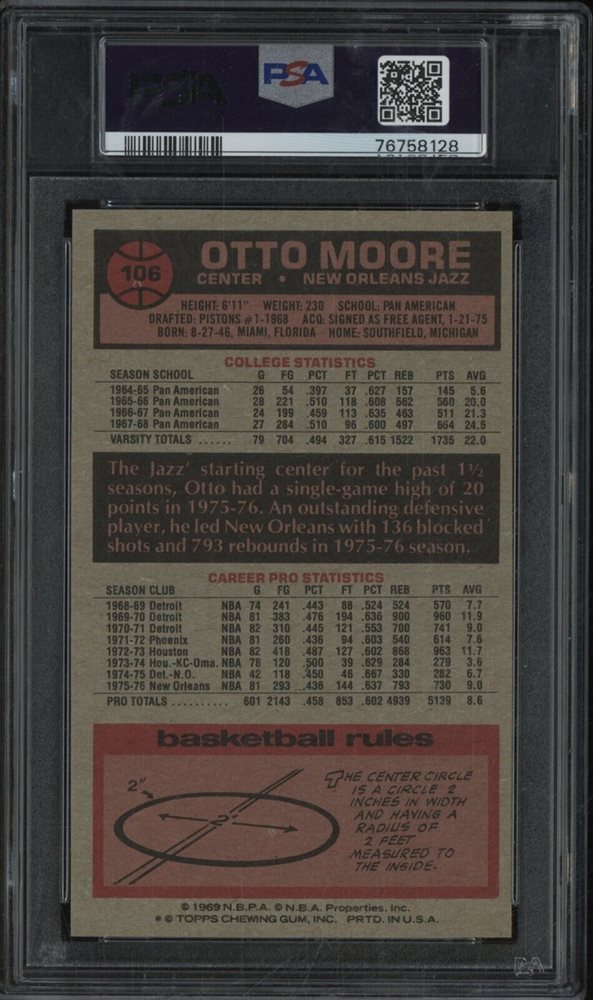 PSA
PSA
76758128
106
OTTO MOORE
CENTER • NEW ORLEANS JAZZ
HEIGHT: 6'11" WEIGHT: 230 SCHOOL: PAN AMERICAN
DRAFTED: PISTONS #1-1968 ACQ: SIGNED AS FREE AGENT, 1-21-75
BORN: 8-27-46, MIAMI, FLORIDA HOME: SOUTHFIELD, MICHIGAN
COLLEGE STATISTICS
SEASON SCHOOL G FG PCT FT PCT REB PTS AVG
1964-65 Pan American 26 54 .397 37 .627 157 145 5.6
1965-66 Pan American 28 221 .510 118 .608 562 560 20.0
1966-67 Pan American 24 199 .459 113 .635 463 511 21.3
1967-68 Pan American 27 284 .510 96 .600 497 664 24.6
VARSITY TOTALS ...... 79 704 .494 327 .615 1522 1735 22.0
The Jazz' starting center for the past 1½
seasons, Otto had a single-game high of 20
points in 1975-76. An outstanding defensive
player, he led New Orleans with 136 blocked
shots and 793 rebounds in 1975-76 season.
CAREER PRO STATISTICS
SEASON CLUB G FG PCT FT PCT REB PTS AVG
1968-69 Detroit NBA 74 241 .443 88 .524 524 570 7.7
1969-70 Detroit NBA 81 383 .476 194 .636 900 960 11.9
1970-71 Detroit NBA 82 310 .445 121 .553 700 741 9.0
1971-72 Phoenix NBA 81 260 .436 94 .603 540 614 7.6
1972-73 Houston NBA 82 418 .487 127 .602 868 963 11.7
1973-74 Hou.-KC-Oma. NBA 78 120 .500 39 .629 284 279 3.6
1974-75 Det.-N.O. NBA 42 118 .450 46 .667 330 282 6.7
1975-76 New Orleans NBA 81 293 .436 144 .637 793 730 9.0
PRO TOTALS .......... 601 2143 .458 853 .602 4939 5139 8.6
basketball rules
2"
2'
THE CENTER CIRCLE
IS A CIRCLE 2
INCHES IN WIDTH
AND HAVING A
RADIUS OF
2 FEET
MEASURED TO
THE INSIDE.
© 1969 N.B.P.A. © N.B.A. Properties, Inc.
* © TOPPS CHEWING GUM, INC. PRTD. IN U.S.A.